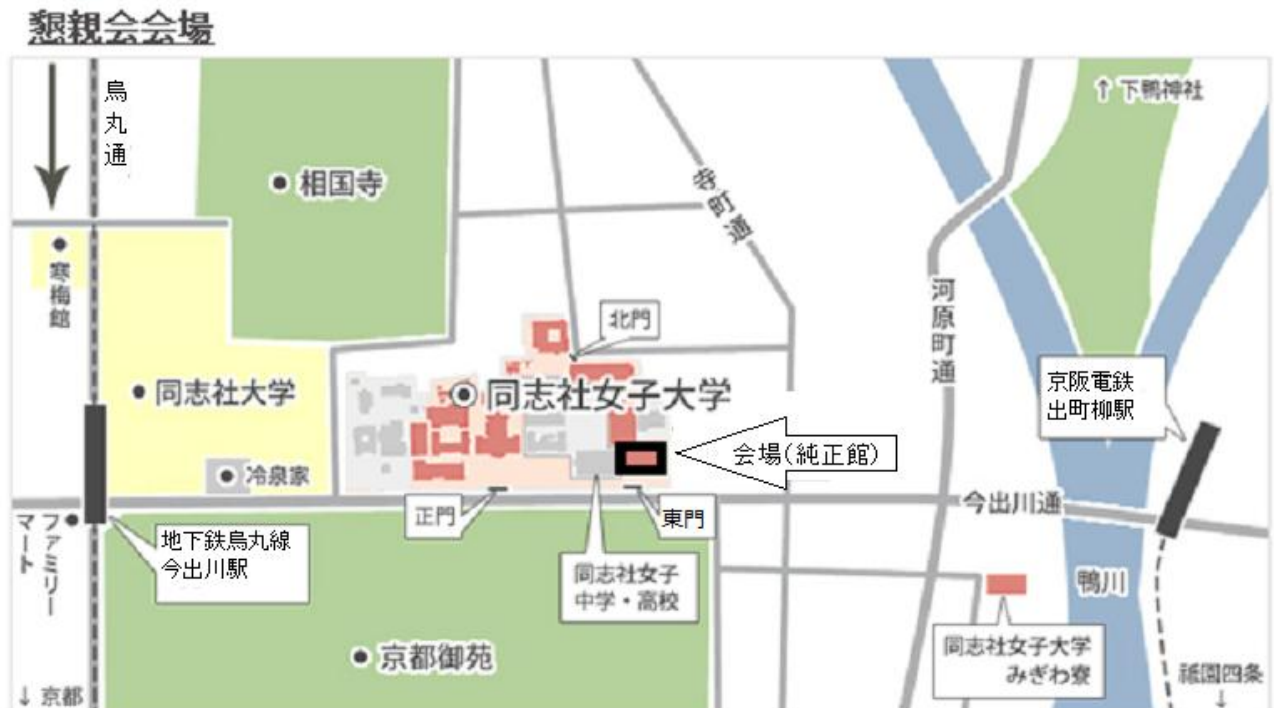 懇親会会場
烏丸通
↑ 下鴨神社
相国寺
寺町通
寒梅館
河原町通
北門
京阪電鉄
出町柳駅
同志社大学
同志社女子大学
会場(純正館)
冷泉家
今出川通
正門
東門
ファミリー
マート
地下鉄烏丸線
今出川駅
同志社女子
中学・高校
鴨川
同志社女子大学
みぎわ寮
京都御苑
祇園四条
↓
↓ 京都